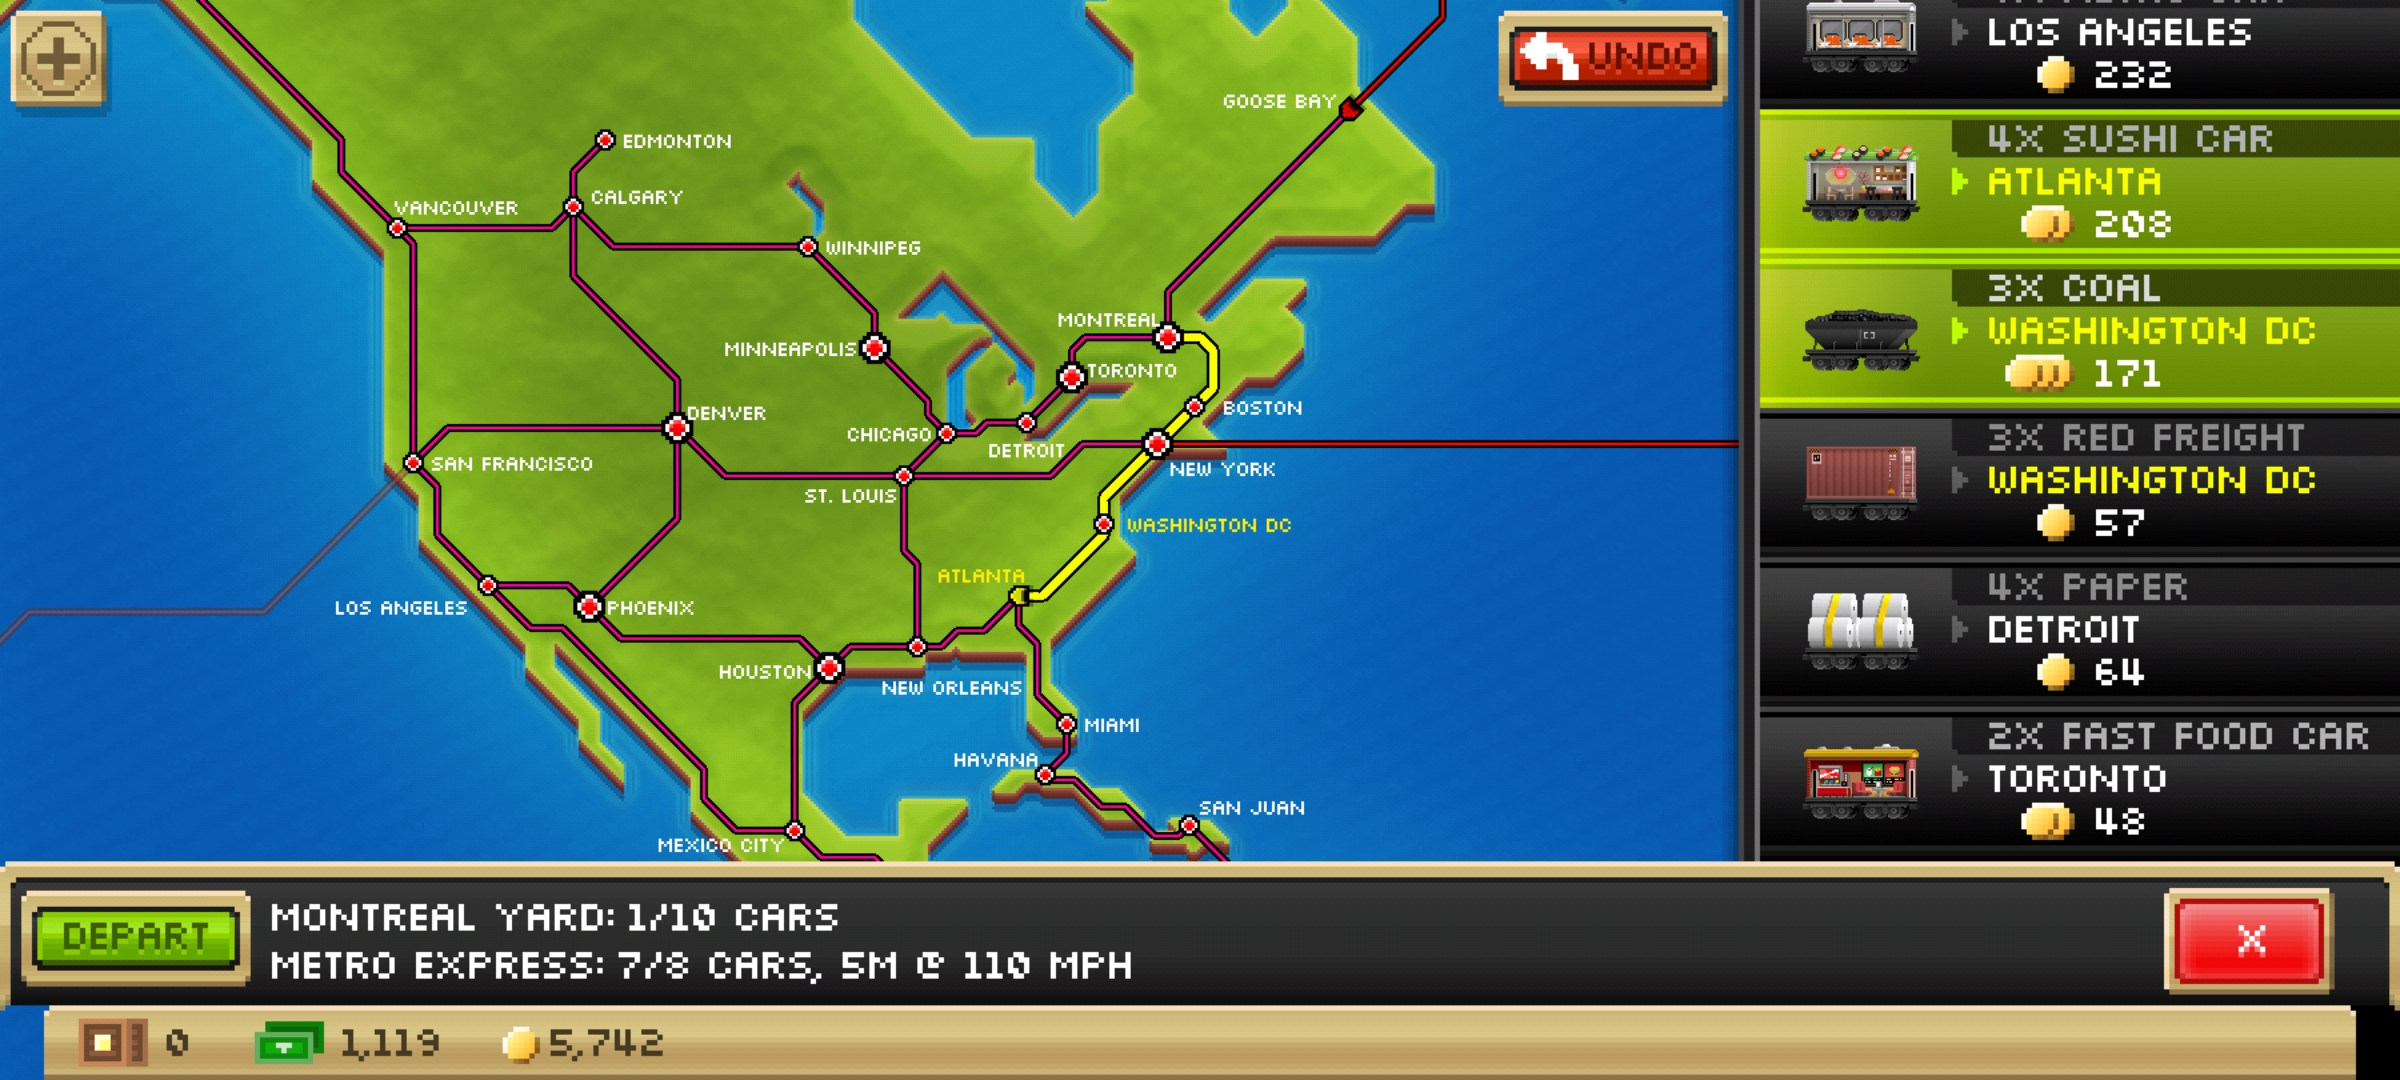 UNDO
GOOSE BAY
EDMONTON
CALGARY
VANCOUVER
WINNIPEG
MONTREAL
MINNEAPOLIS
TORONTO
BOSTON
DENVER
CHICAGO
DETROIT
NEW YORK
SAN FRANCISCO
ST. LOUIS
WASHINGTON DC
ATLANTA
LOS ANGELES
PHOENIX
HOUSTON
NEW ORLEANS
MIAMI
HAVANA
SAN JUAN
MEXICO CITY
LOS ANGELES
232
4X SUSHI CAR
ATLANTA
208
3X COAL
WASHINGTON DC
171
3X RED FREIGHT
WASHINGTON DC
57
4X PAPER
DETROIT
64
2X FAST FOOD CAR
TORONTO
48
DEPART
MONTREAL YARD: 1/10 CARS
METRO EXPRESS: 7/8 CARS, 5M @ 110 MPH
X
0
1,119
5,742